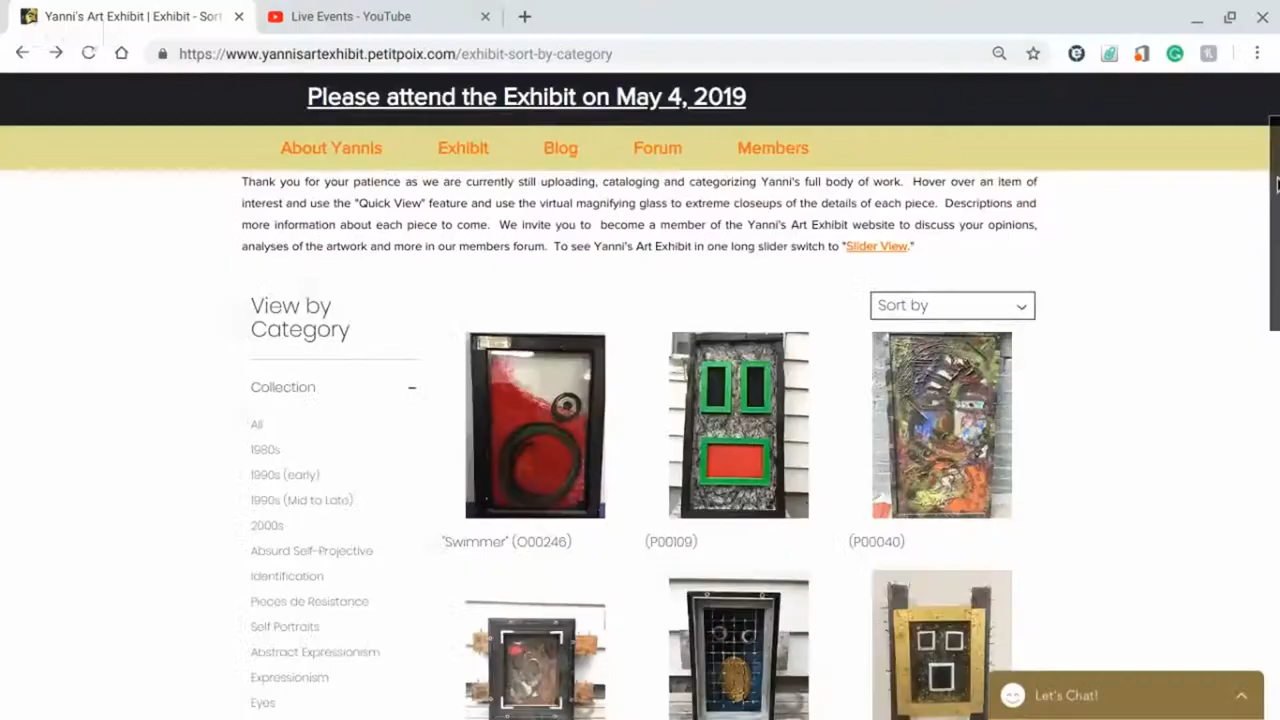 Yanni's Art Exhibit | Exhibit - Sort
Live Events - YouTube
https://www.yannisartexhibit.petitpoix.com/exhibit-sort-by-category
Please attend the Exhibit on May 4, 2019
About Yannis
Exhibit
Blog
Forum
Members
Thank you for your patience as we are currently still uploading, cataloging and categorizing Yanni's full body of work. Hover over an item of
interest and use the "Quick View" feature and use the virtual magnifying glass to extreme closeups of the details of each piece. Descriptions and
more information about each piece to come. We invite you to become a member of the Yanni's Art Exhibit website to discuss your opinions,
analyses of the artwork and more in our members forum. To see Yanni's Art Exhibit in one long slider switch to "Slider View."
View by
Category
Sort by
Collection
All
1980s
1990s (early)
1990s (Mid to Late)
2000s
Absurd Self-Projective
Identification
Pieces de Resistance
Self Portraits
Abstract Expressionism
Expressionism
Eyes
"Swimmer" (O00246)
(P00109)
(P00040)
Let's Chat!